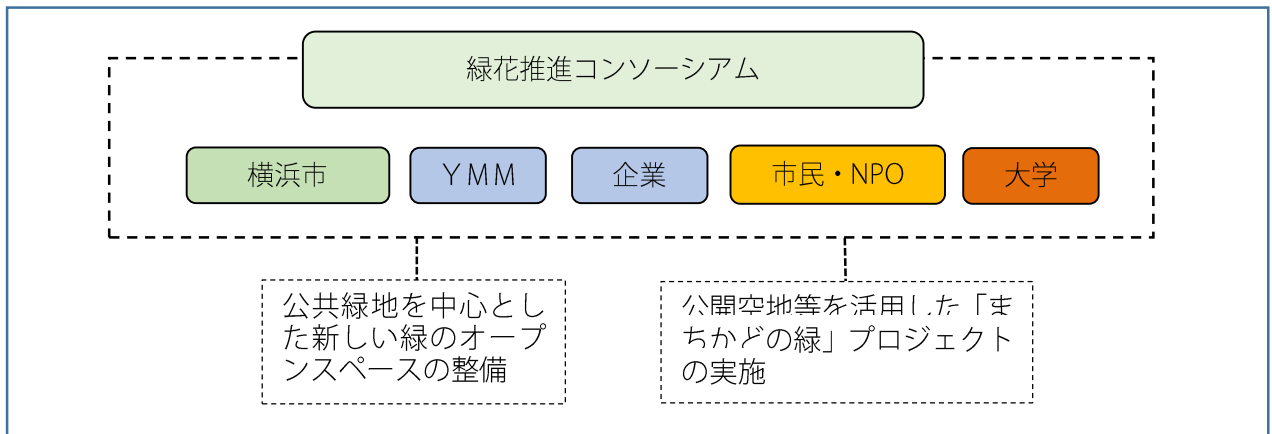 緑花推進コンソーシアム
横浜市
ＹＭＭ
企業
市民・NPO
大学
公共緑地を中心とし
た新しい緑のオープ
ンスペースの整備
公開空地等を活用した「ま
ちかどの緑」プロジェクト
の実施